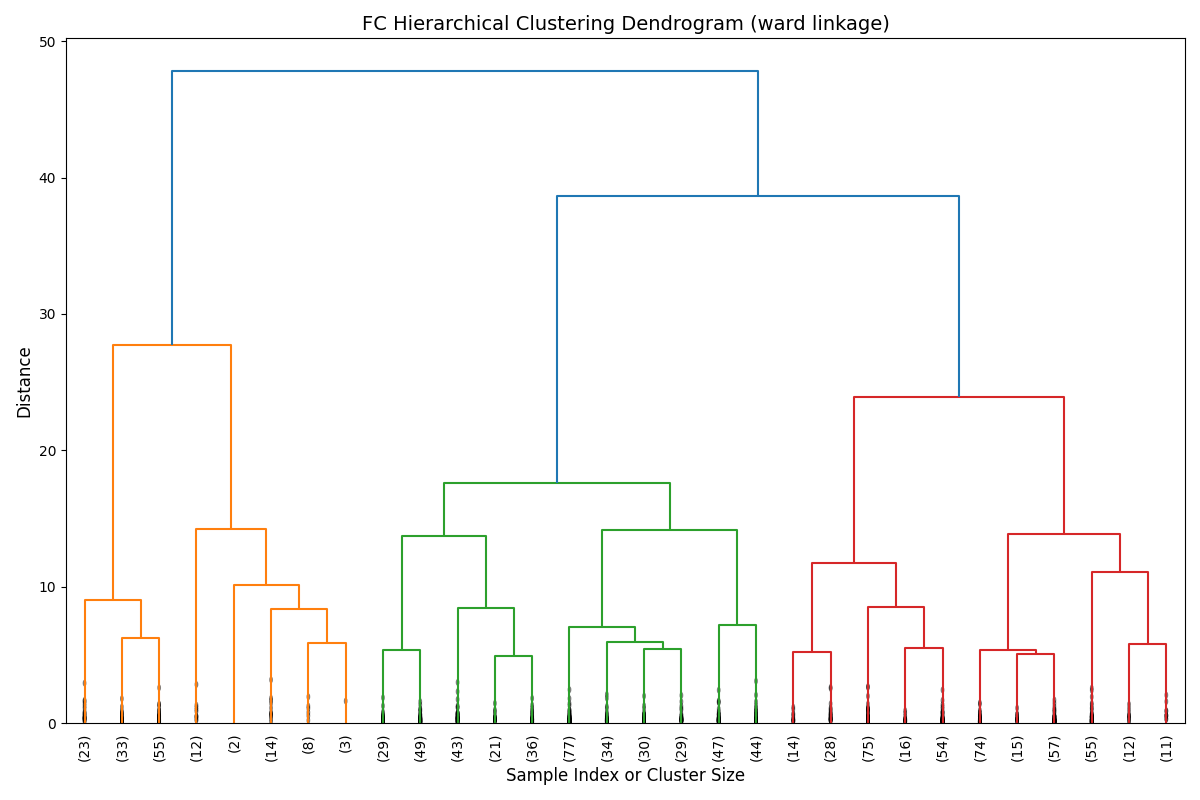 FC Hierarchical Clustering Dendrogram (ward linkage)
50
40
30
20
10
0
Distance
(23) (33) (55) (12) (2) (14) (8) (3) (29) (49) (43) (21) (36) (77) (34) (30) (29) (47) (44) (14) (28) (75) (16) (54) (74) (15) (57) (55) (12) (11)
Sample Index or Cluster Size